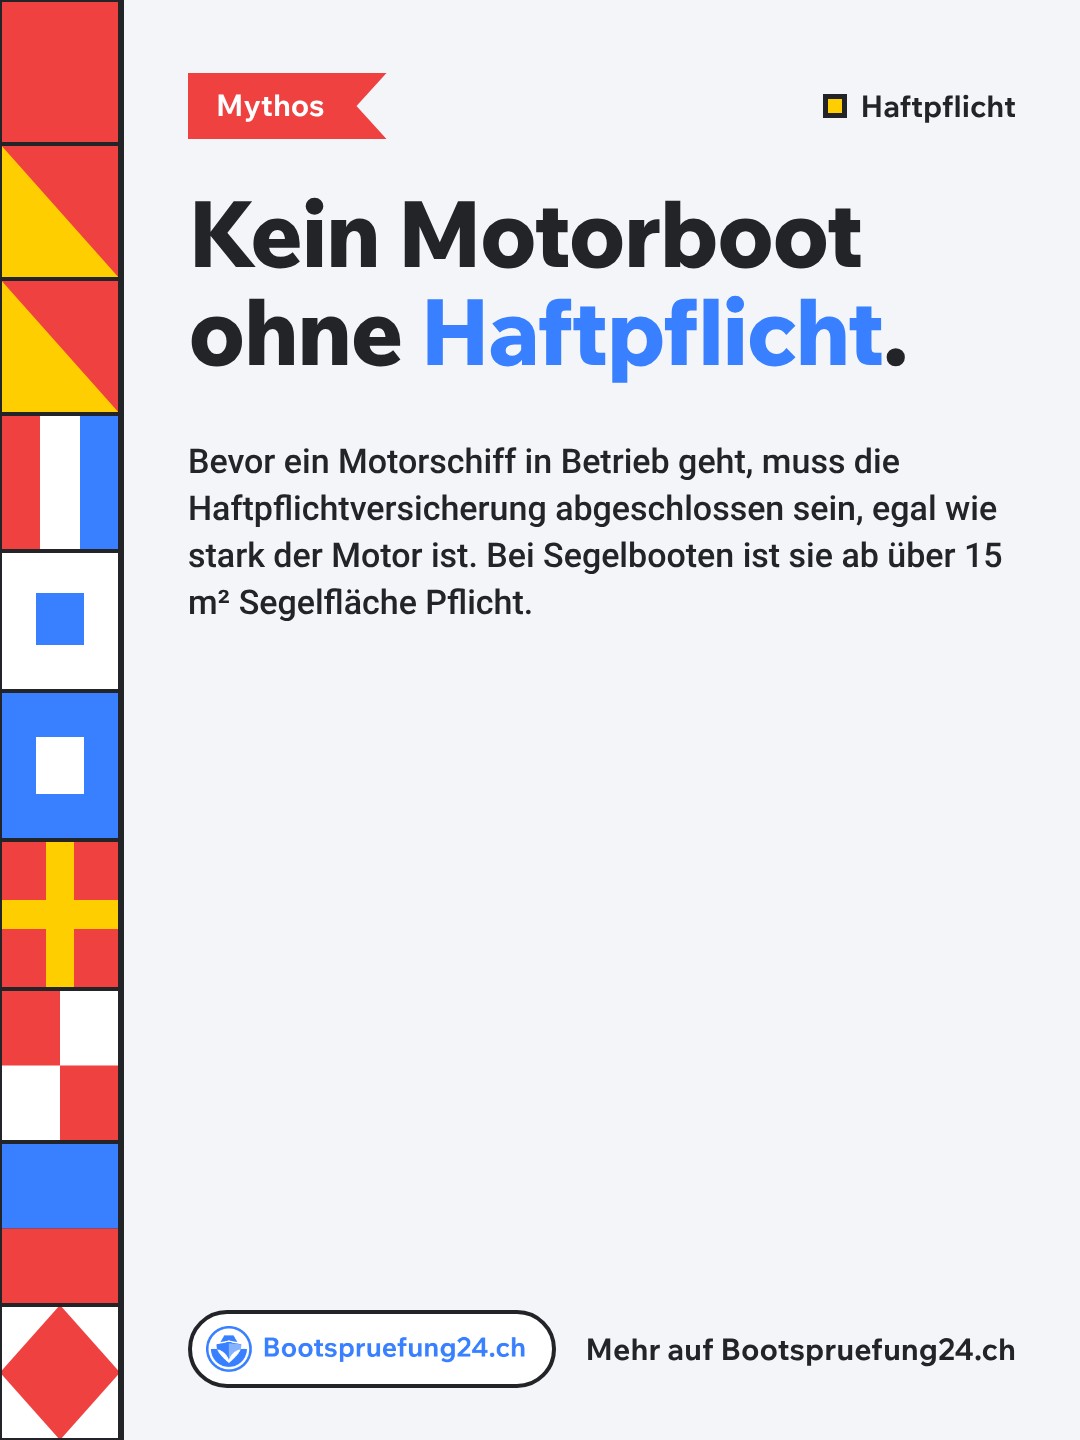 Mythos
Haftpflicht
Kein Motorboot
ohne Haftpflicht.
Bevor ein Motorschiff in Betrieb geht, muss die
Haftpflichtversicherung abgeschlossen sein, egal wie
stark der Motor ist. Bei Segelbooten ist sie ab über 15
m² Segelfläche Pflicht.
Bootspruefung24.ch
Mehr auf Bootspruefung24.ch